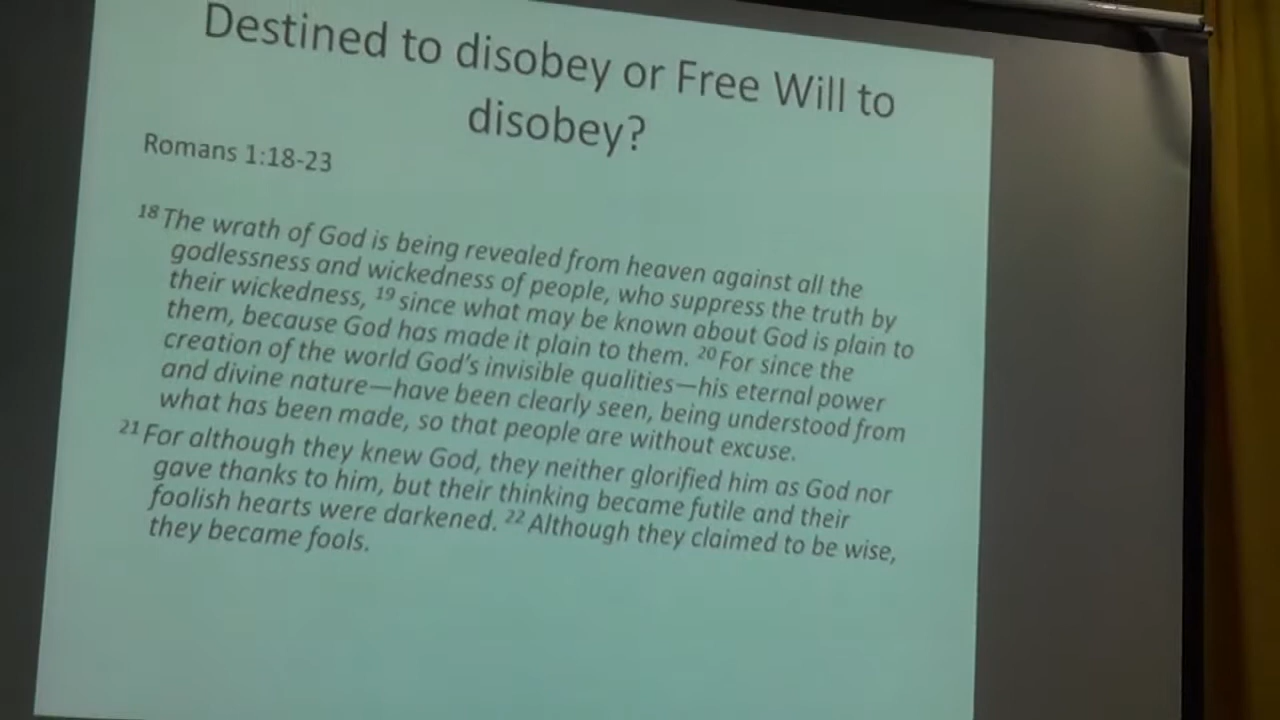 Destined to disobey or Free Will to
disobey?
Romans 1:18-23
18 The wrath of God is being revealed from heaven against all the
godlessness and wickedness of people, who suppress the truth by
their wickedness, 19 since what may be known about God is plain to
them, because God has made it plain to them. 20 For since the
creation of the world God's invisible qualities—his eternal power
and divine nature—have been clearly seen, being understood from
what has been made, so that people are without excuse.
21 For although they knew God, they neither glorified him as God nor
gave thanks to him, but their thinking became futile and their
foolish hearts were darkened. 22 Although they claimed to be wise,
they became fools.